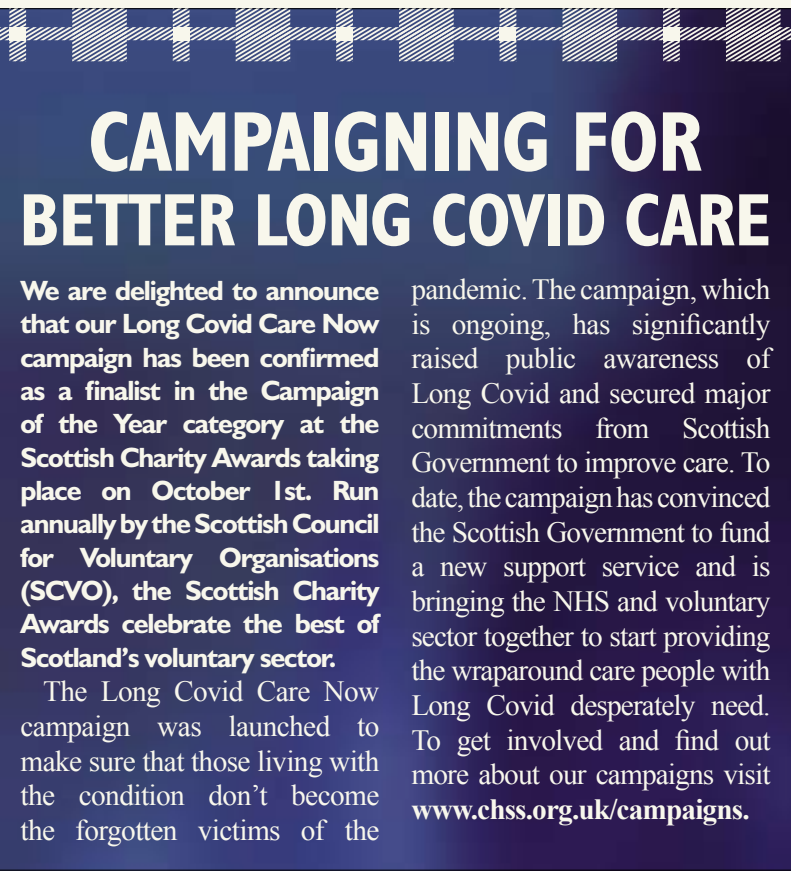 CAMPAIGNING FOR
BETTER LONG COVID CARE
We are delighted to announce
that our Long Covid Care Now
campaign has been confirmed
as a finalist in the Campaign
of the Year category at the
Scottish Charity Awards taking
place on October 1st. Run
annually by the Scottish Council
for Voluntary Organisations
(SCVO), the Scottish Charity
Awards celebrate the best of
Scotland’s voluntary sector.
The Long Covid Care Now
campaign was launched to
make sure that those living with
the condition don’t become
the forgotten victims of the
pandemic. The campaign, which
is ongoing, has significantly
raised public awareness of
Long Covid and secured major
commitments from Scottish
Government to improve care. To
date, the campaign has convinced
the Scottish Government to fund
a new support service and is
bringing the NHS and voluntary
sector together to start providing
the wraparound care people with
Long Covid desperately need.
To get involved and find out
more about our campaigns visit
www.chss.org.uk/campaigns.